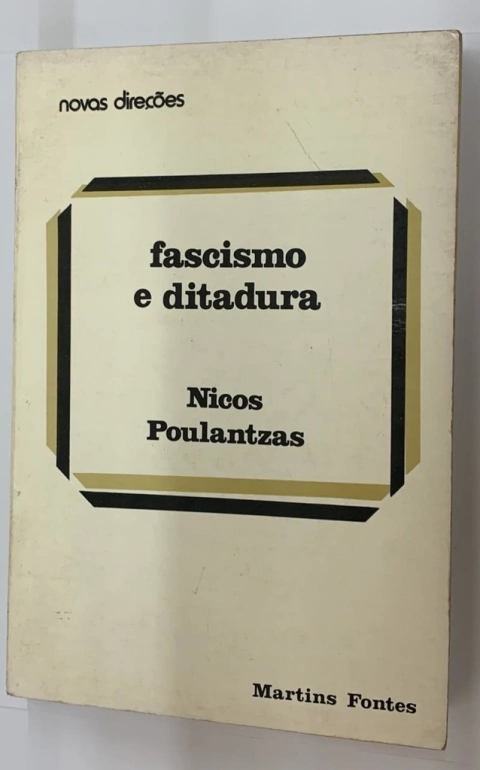 novas direções
fascismo
e ditadura
Nicos
Poulantzas
Martins Fontes